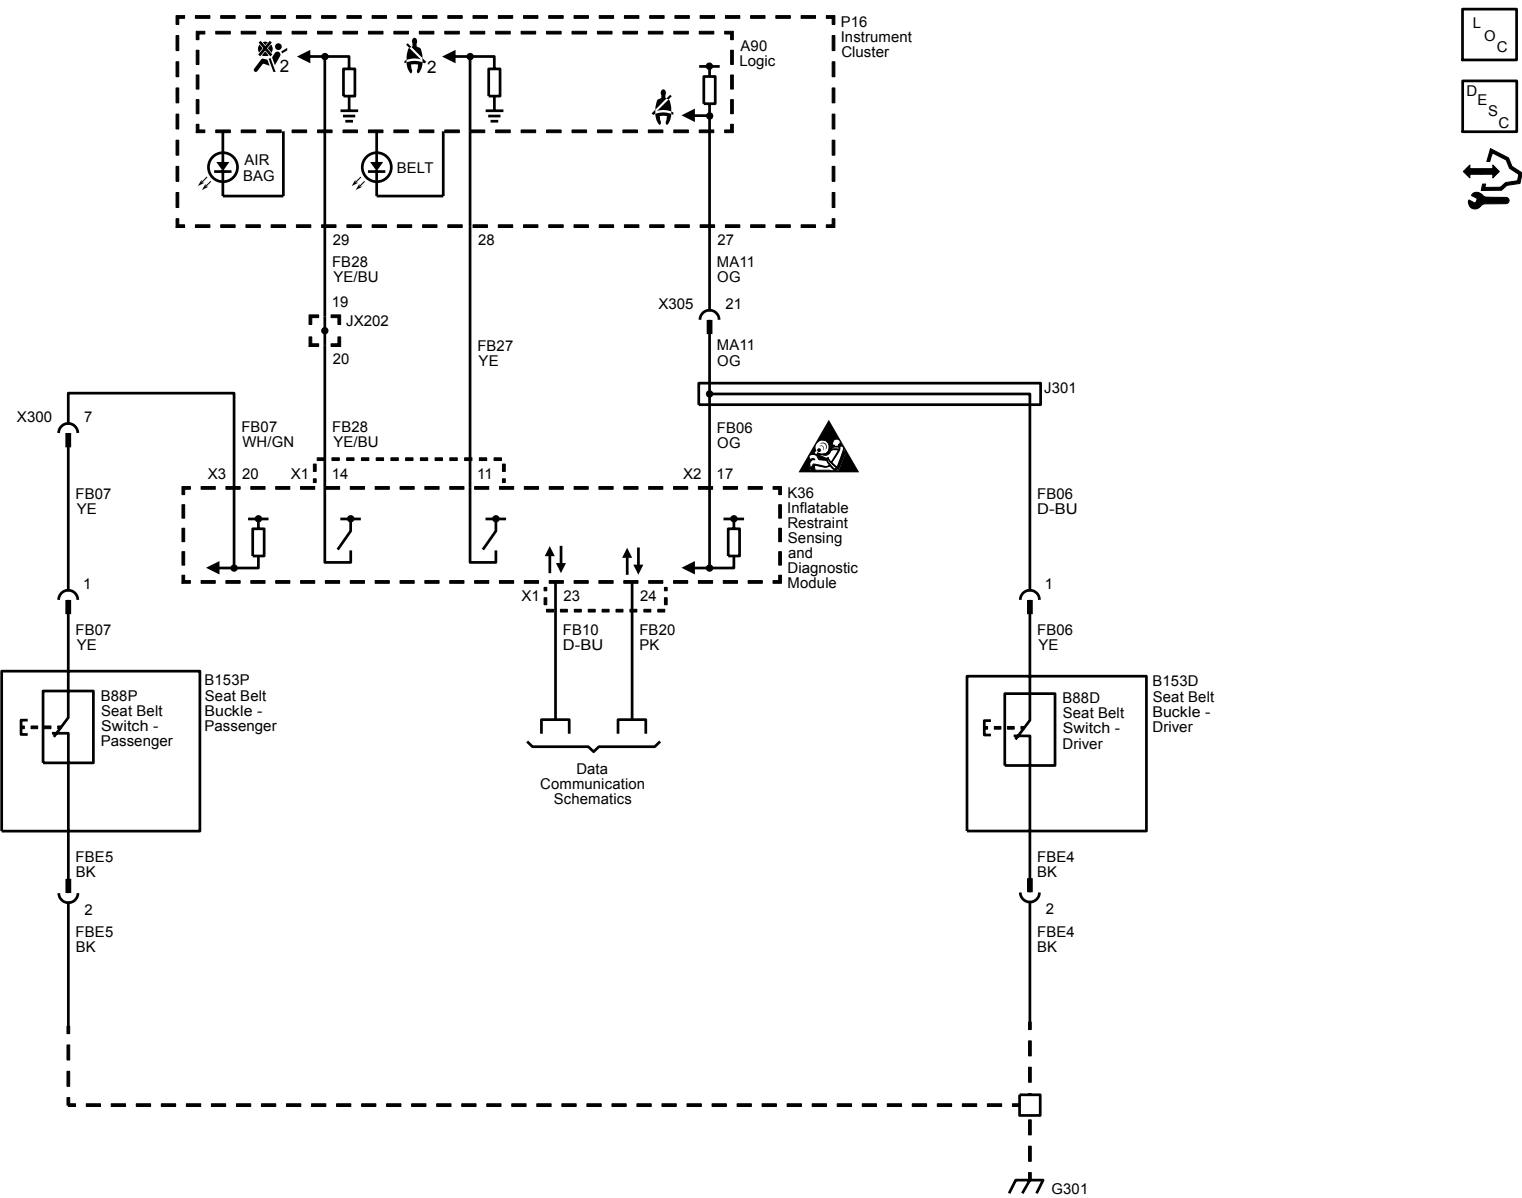 P16
Instrument
Cluster
A90
Logic
2
2
AIR
BAG
BELT
L
O
C
D
E
S
C
29
28
27
FB28
YE/BU
MA11
OG
19
X305
21
JX202
20
FB27
YE
MA11
OG
J301
X300
7
FB07
WH/GN
FB28
YE/BU
FB06
OG
X3
20
X1
14
11
X2
17
K36
Inflatable
Restraint
Sensing
and
Diagnostic
Module
FB07
YE
FB06
D-BU
1
X1
23
24
1
FB07
YE
FB10
D-BU
FB20
PK
FB06
YE
B153P
Seat Belt
Buckle -
Passenger
B88P
Seat Belt
Switch -
Passenger
B153D
Seat Belt
Buckle -
Driver
B88D
Seat Belt
Switch -
Driver
Data
Communication
Schematics
FBE5
BK
FBE4
BK
2
2
FBE5
BK
FBE4
BK
G301